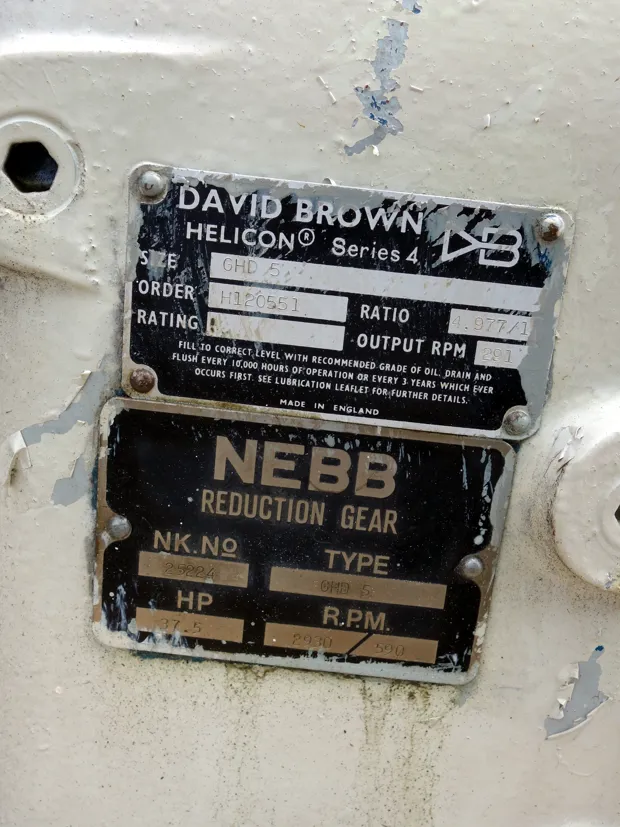 DAVID BROWN
HELICON® Series 4 DB
SIZE GHD 5
ORDER H120551 RATIO 4.977/1
RATING OUTPUT RPM 291
FILL TO CORRECT LEVEL WITH RECOMMENDED GRADE OF OIL. DRAIN AND
FLUSH EVERY 10,000 HOURS OF OPERATION OR EVERY 3 YEARS WHICH EVER
OCCURS FIRST. SEE LUBRICATION LEAFLET FOR FURTHER DETAILS.
MADE IN ENGLAND
NEBB
REDUCTION GEAR
NK.Nº TYPE
25224 GHD 5
HP R.P.M.
37.5 2930/590